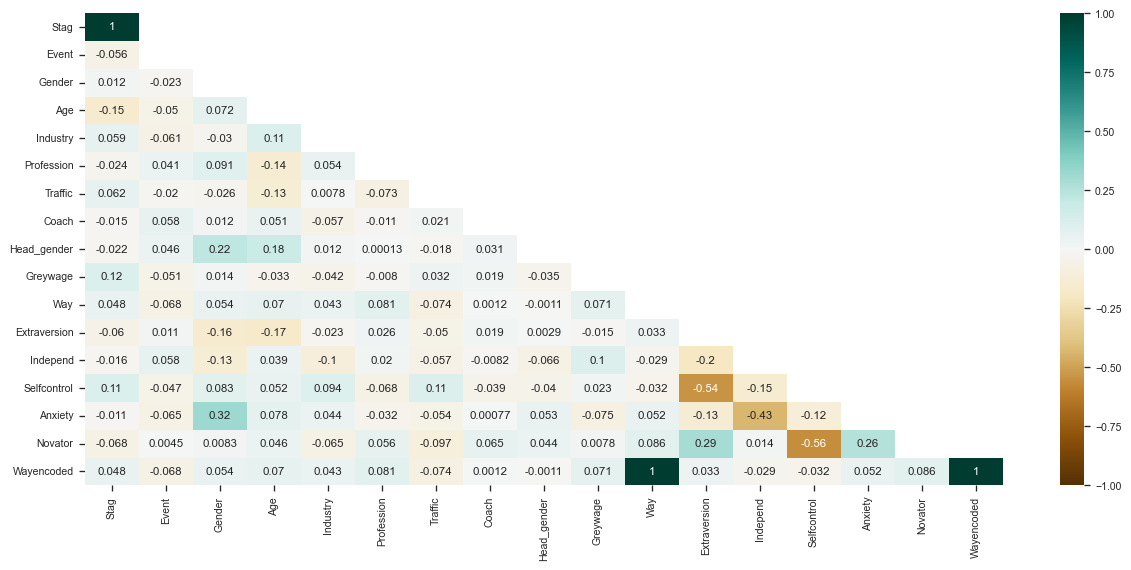 Stag 1 1.00
Event -0.056
Gender 0.012 -0.023 0.75
Age -0.15 -0.05 0.072
Industry 0.059 -0.061 -0.03 0.11 0.50
Profession -0.024 0.041 0.091 -0.14 0.054
Traffic 0.062 -0.02 -0.026 -0.13 0.0078 -0.073 0.25
Coach -0.015 0.058 0.012 0.051 -0.057 -0.011 0.021
Head_gender -0.022 0.046 0.22 0.18 0.012 0.00013 -0.018 0.031 0.00
Greywage 0.12 -0.051 0.014 -0.033 -0.042 -0.008 0.032 0.019 -0.035
Way 0.048 -0.068 0.054 0.07 0.043 0.081 -0.074 0.0012 -0.0011 0.071 −0.25
Extraversion -0.06 0.011 -0.16 -0.17 -0.023 0.026 -0.05 0.019 0.0029 -0.015 0.033
Independ -0.016 0.058 -0.13 0.039 -0.1 0.02 -0.057 -0.0082 -0.066 0.1 -0.029 -0.2 −0.50
Selfcontrol 0.11 -0.047 0.083 0.052 0.094 -0.068 0.11 -0.039 -0.04 0.023 -0.032 -0.54 -0.15
Anxiety -0.011 -0.065 0.32 0.078 0.044 -0.032 -0.054 0.00077 0.053 -0.075 0.052 -0.13 -0.43 -0.12 −0.75
Novator -0.068 0.0045 0.0083 0.046 -0.065 0.056 -0.097 0.065 0.044 0.0078 0.086 0.29 0.014 -0.56 0.26
Wayencoded 0.048 -0.068 0.054 0.07 0.043 0.081 -0.074 0.0012 -0.0011 0.071 1 0.033 -0.029 -0.032 0.052 0.086 1 −1.00
Stag Event Gender Age Industry Profession Traffic Coach Head_gender Greywage Way Extraversion Independ Selfcontrol Anxiety Novator Wayencoded